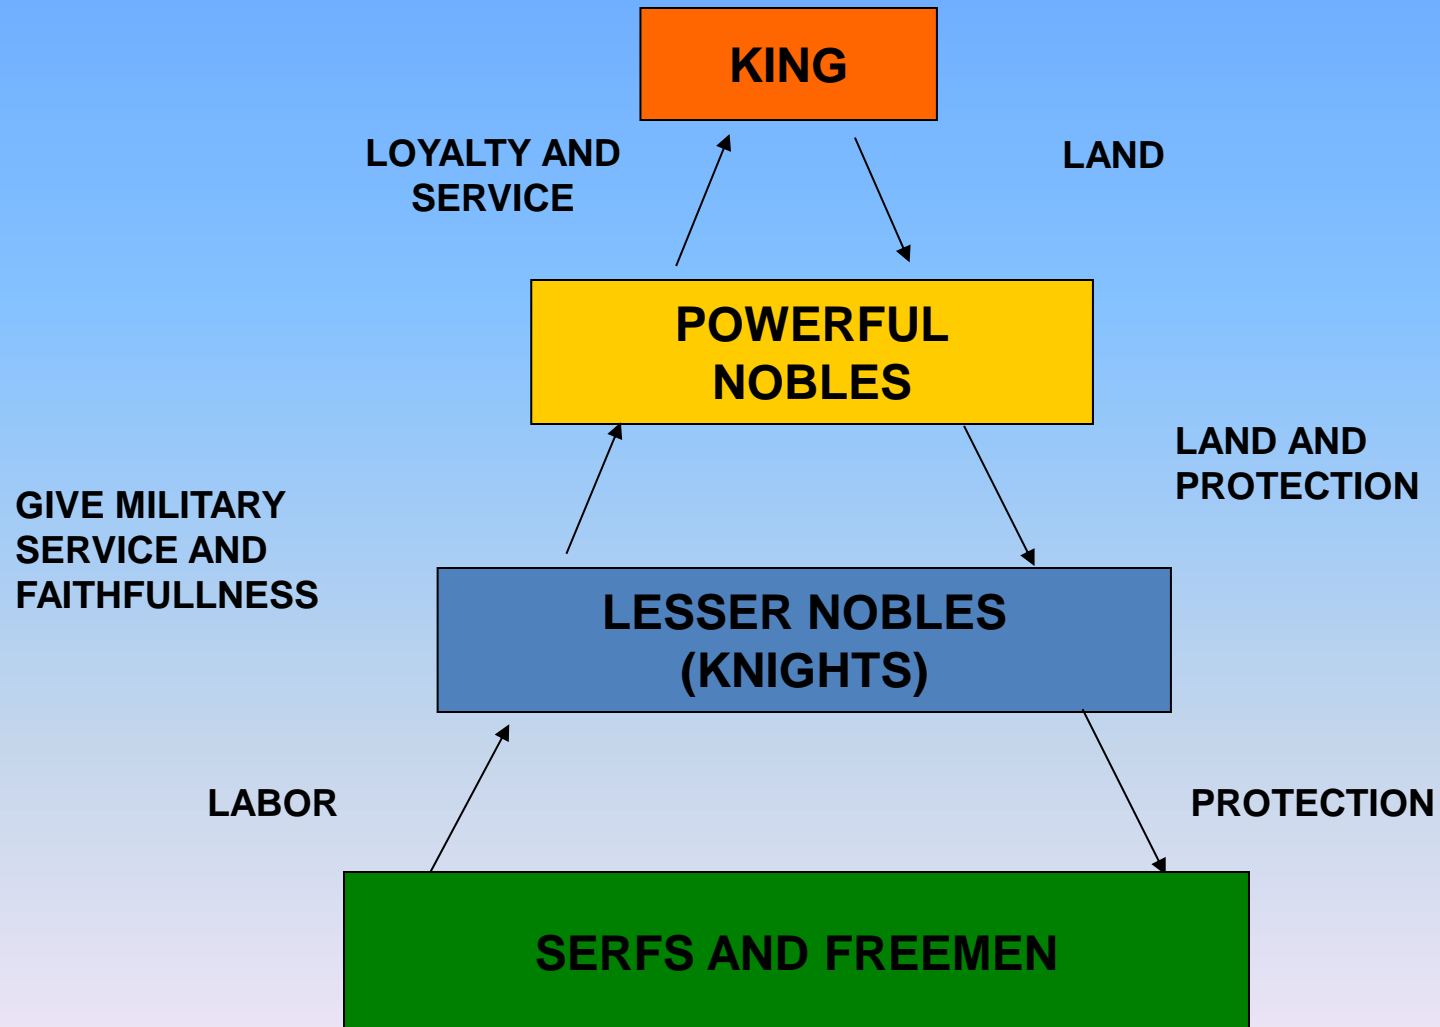 KING
LOYALTY AND
SERVICE
LAND
POWERFUL
NOBLES
LAND AND
PROTECTION
GIVE MILITARY
SERVICE AND
FAITHFULLNESS
LESSER NOBLES
(KNIGHTS)
LABOR
PROTECTION
SERFS AND FREEMEN